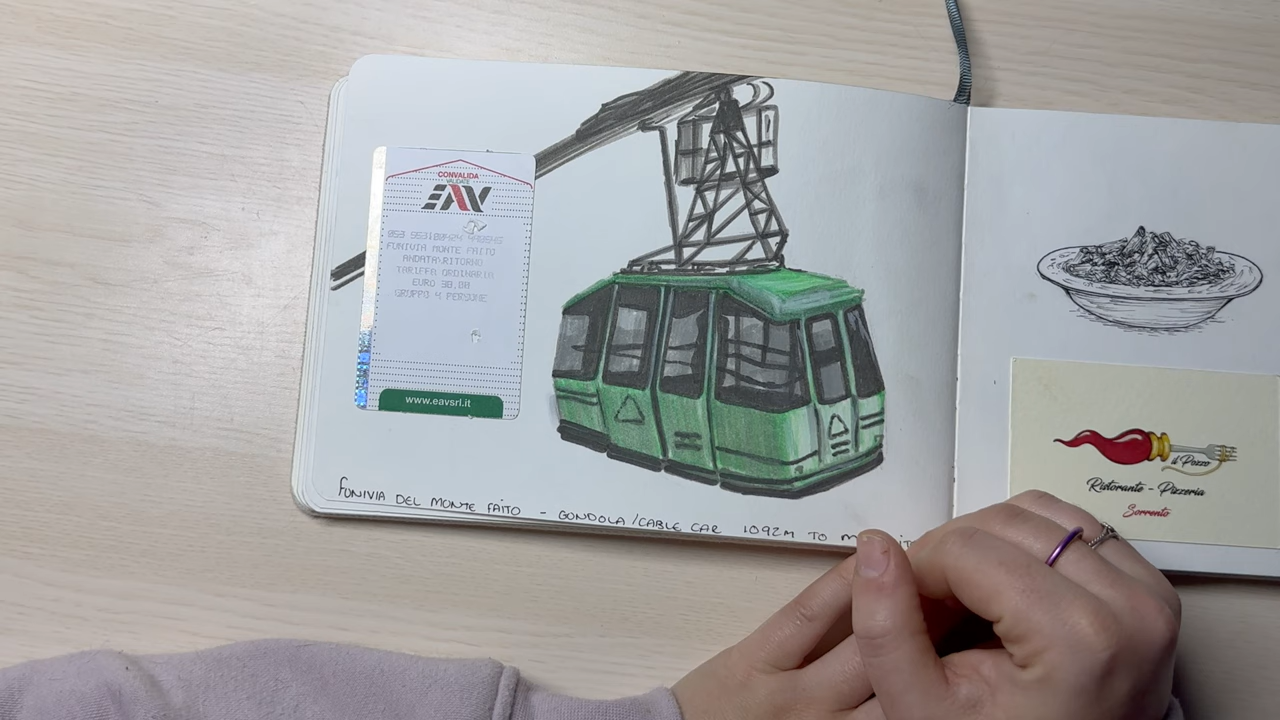 CONVALIDA
VALIDATE
EAV
FUNIVIA MONTE FAITO
ANDATA\RITORNO
TARIFFA ORDINARIA
EURO 38,00
GRUPPO 4 PERSONE
www.eavsrl.it
FUNIVIA DEL MONTE FAITO - GONDOLA/CABLE CAR 1092M TO
il Pozzo
Ristorante - Pizzeria
Sorrento